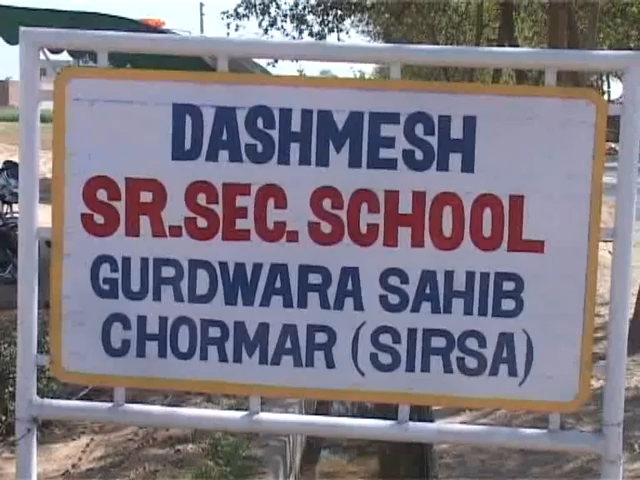 DASHMESH
SR.SEC. SCHOOL
GURDWARA SAHIB
CHORMAR (SIRSA)